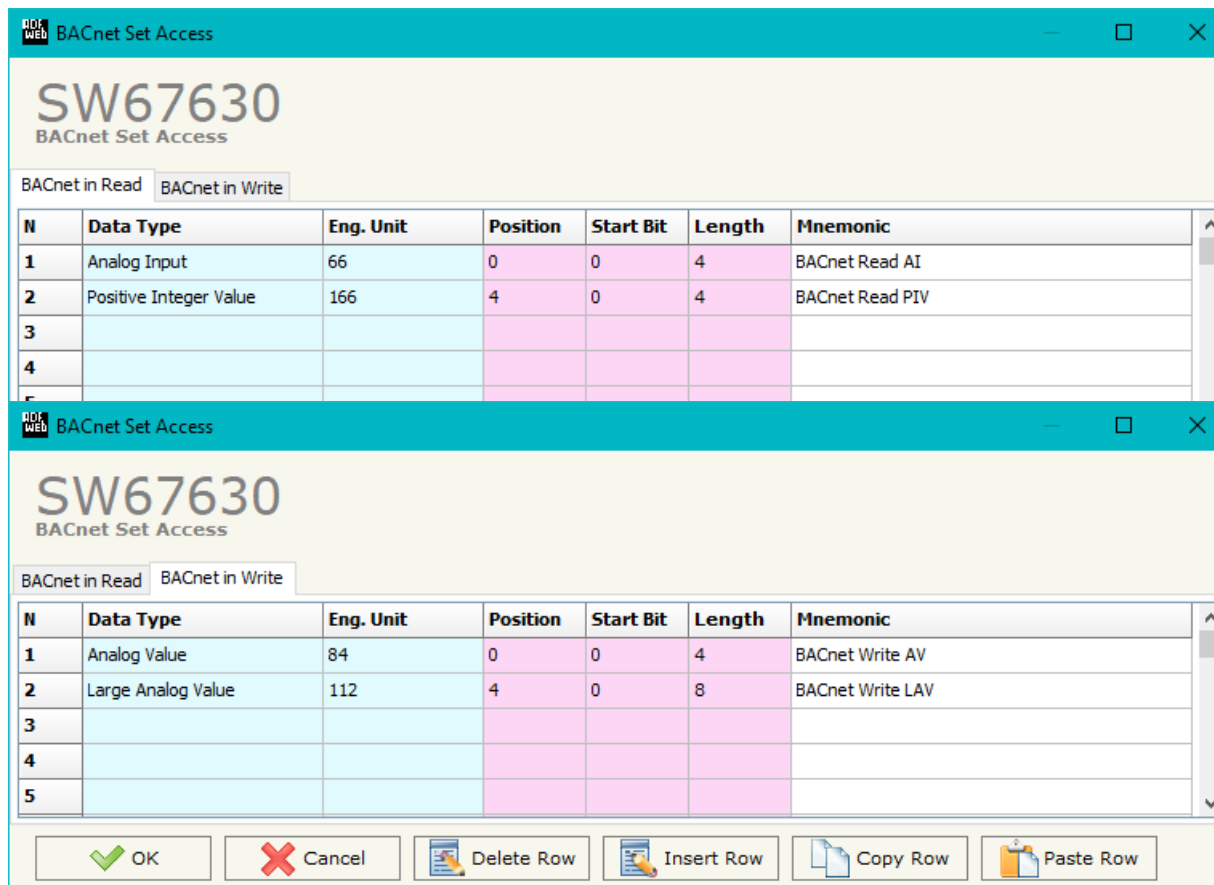 ADF WEB BACnet Set Access
SW67630
BACnet Set Access
BACnet in Read BACnet in Write
N Data Type Eng. Unit Position Start Bit Length Mnemonic
1 Analog Input 66 0 0 4 BACnet Read AI
2 Positive Integer Value 166 4 0 4 BACnet Read PIV
3
4
ADF WEB BACnet Set Access
SW67630
BACnet Set Access
BACnet in Read BACnet in Write
N Data Type Eng. Unit Position Start Bit Length Mnemonic
1 Analog Value 84 0 0 4 BACnet Write AV
2 Large Analog Value 112 4 0 8 BACnet Write LAV
3
4
5
OK Cancel Delete Row Insert Row Copy Row Paste Row